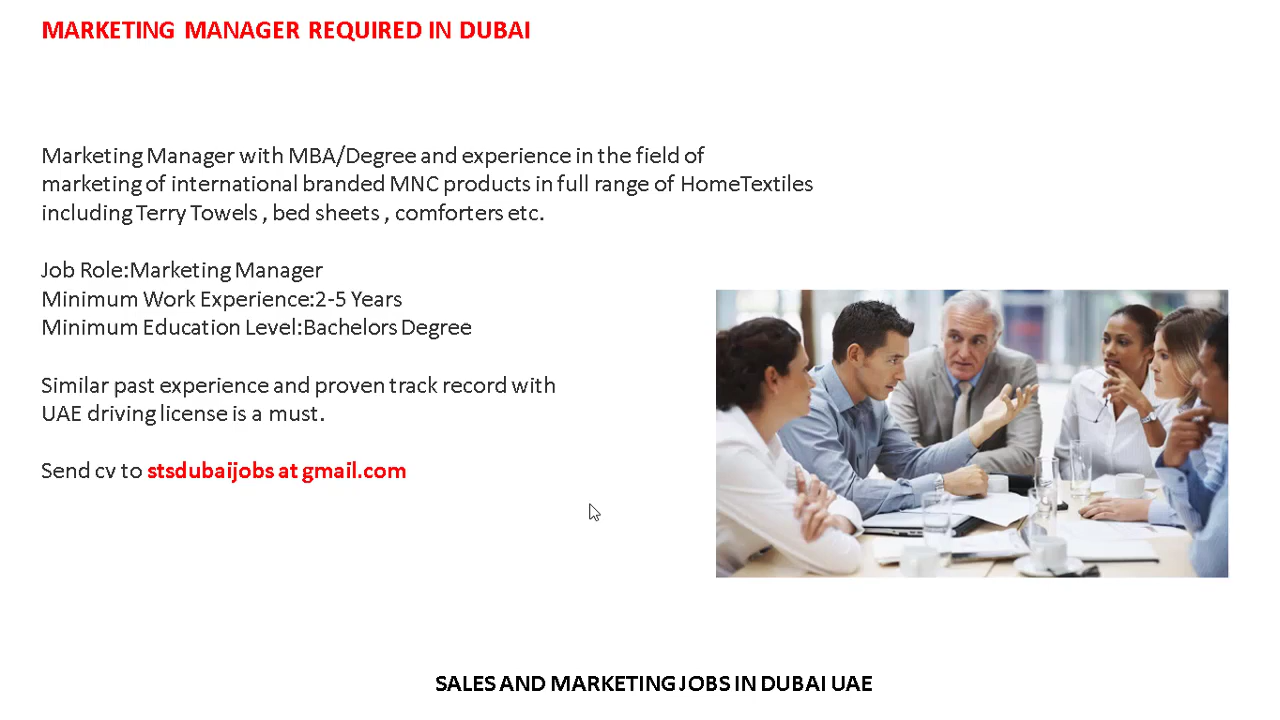 MARKETING MANAGER REQUIRED IN DUBAI
Marketing Manager with MBA/Degree and experience in the field of
marketing of international branded MNC products in full range of HomeTextiles
including Terry Towels , bed sheets , comforters etc.
Job Role:Marketing Manager
Minimum Work Experience:2-5 Years
Minimum Education Level:Bachelors Degree
Similar past experience and proven track record with
UAE driving license is a must.
Send cv to stsdubaijobs at gmail.com
SALES AND MARKETING JOBS IN DUBAI UAE